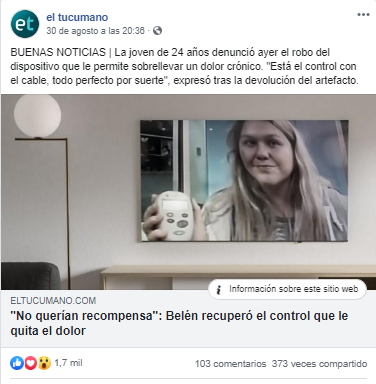 et
el tucumano
30 de agosto a las 20:36 ·
BUENAS NOTICIAS | La joven de 24 años denunció ayer el robo del
dispositivo que le permite sobrellevar un dolor crónico. "Está el control con
el cable, todo perfecto por suerte", expresó tras la devolución del artefacto.
i Información sobre este sitio web
ELTUCUMANO.COM
"No querían recompensa": Belén recuperó el control que le
quita el dolor
1,7 mil
103 comentarios 373 veces compartido